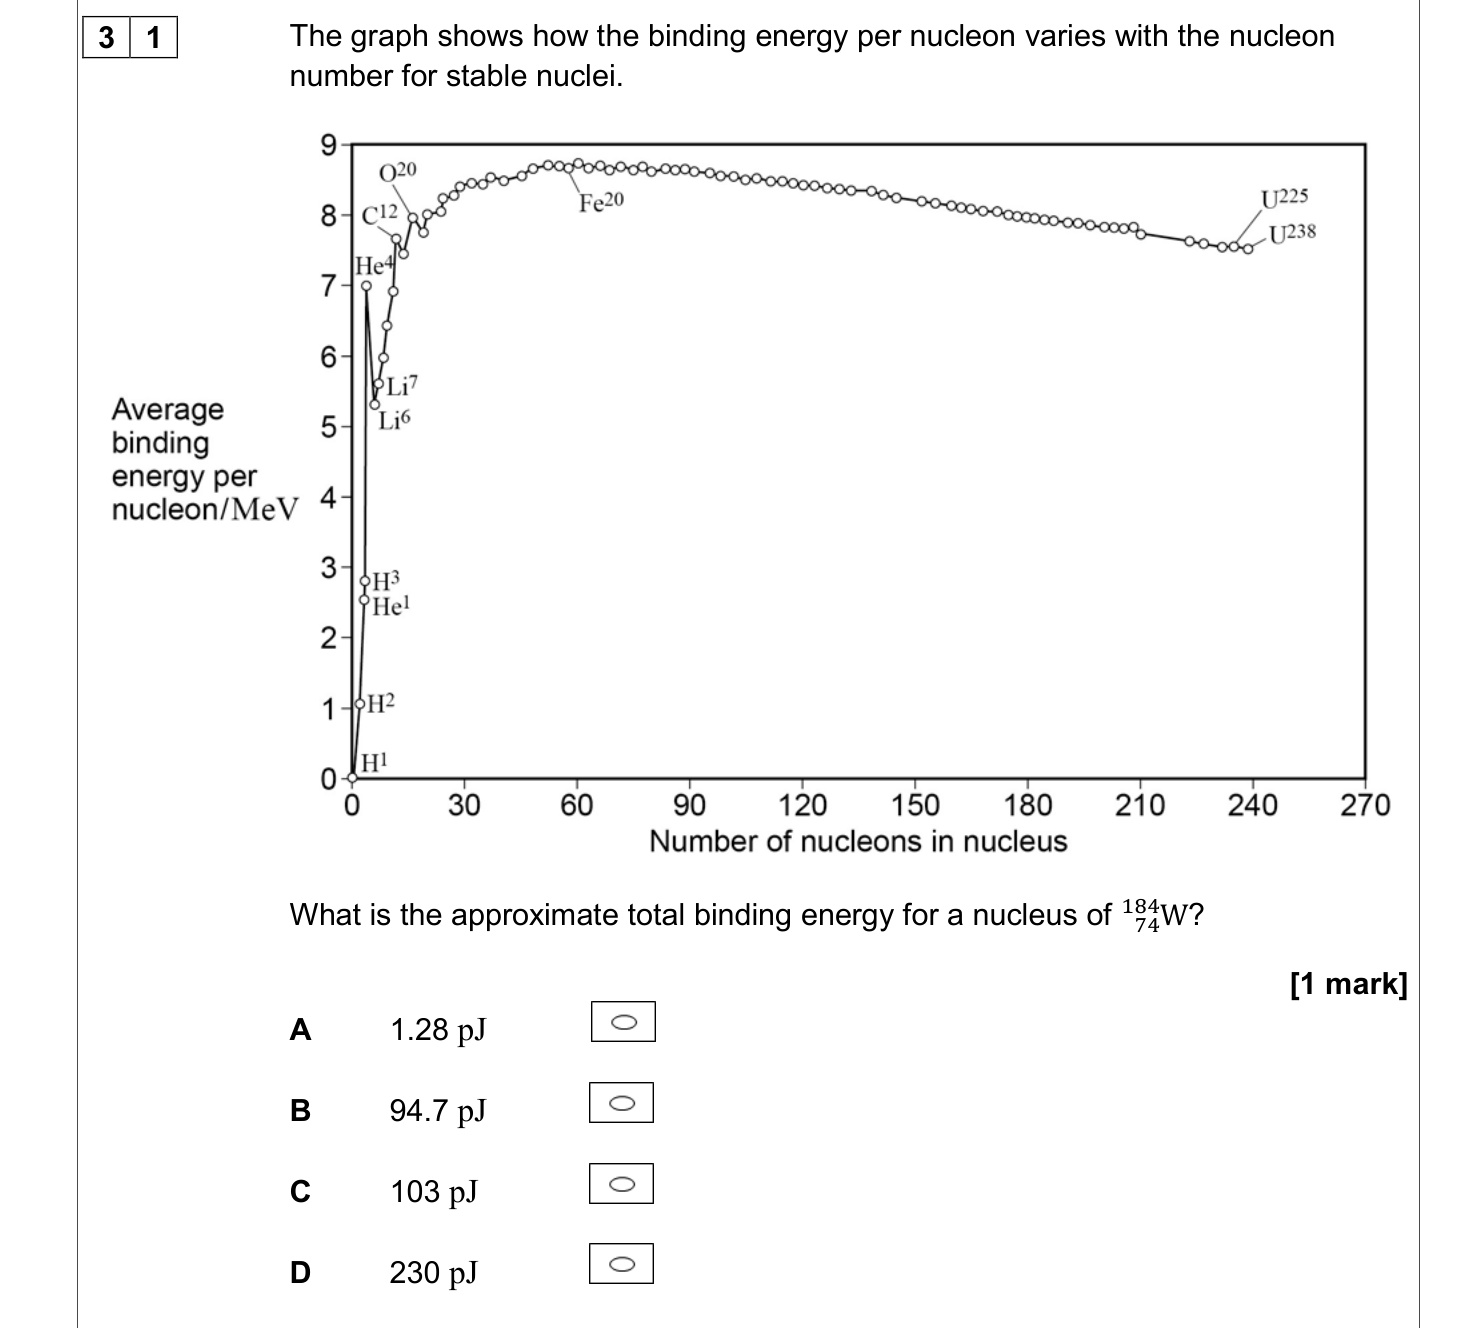 3 1
The graph shows how the binding energy per nucleon varies with the nucleon
number for stable nuclei.
9
O20
Fe20
U225
8
C12
U238
He4
7
6
Li7
Average
binding
energy per
nucleon/MeV
5
Li6
4
3
H3
He1
2
1
H2
H1
0
0 30 60 90 120 150 180 210 240 270
Number of nucleons in nucleus
What is the approximate total binding energy for a nucleus of ¹⁸⁴₇₄W?
[1 mark]
A 1.28 pJ
B 94.7 pJ
C 103 pJ
D 230 pJ